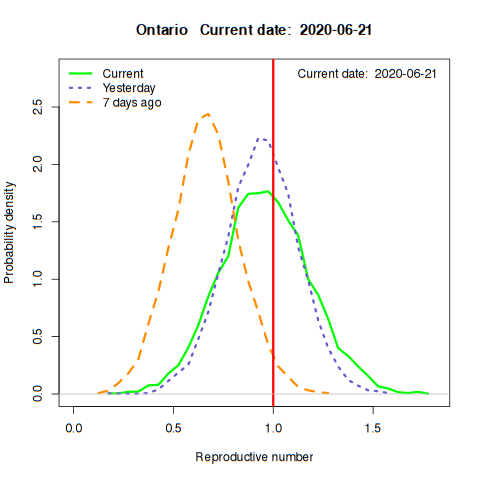 Ontario   Current date:  2020-06-21
Current date:  2020-06-21
Current
Yesterday
7 days ago
Probability density
2.5
2.0
1.5
1.0
0.5
0.0
0.0 0.5 1.0 1.5
Reproductive number